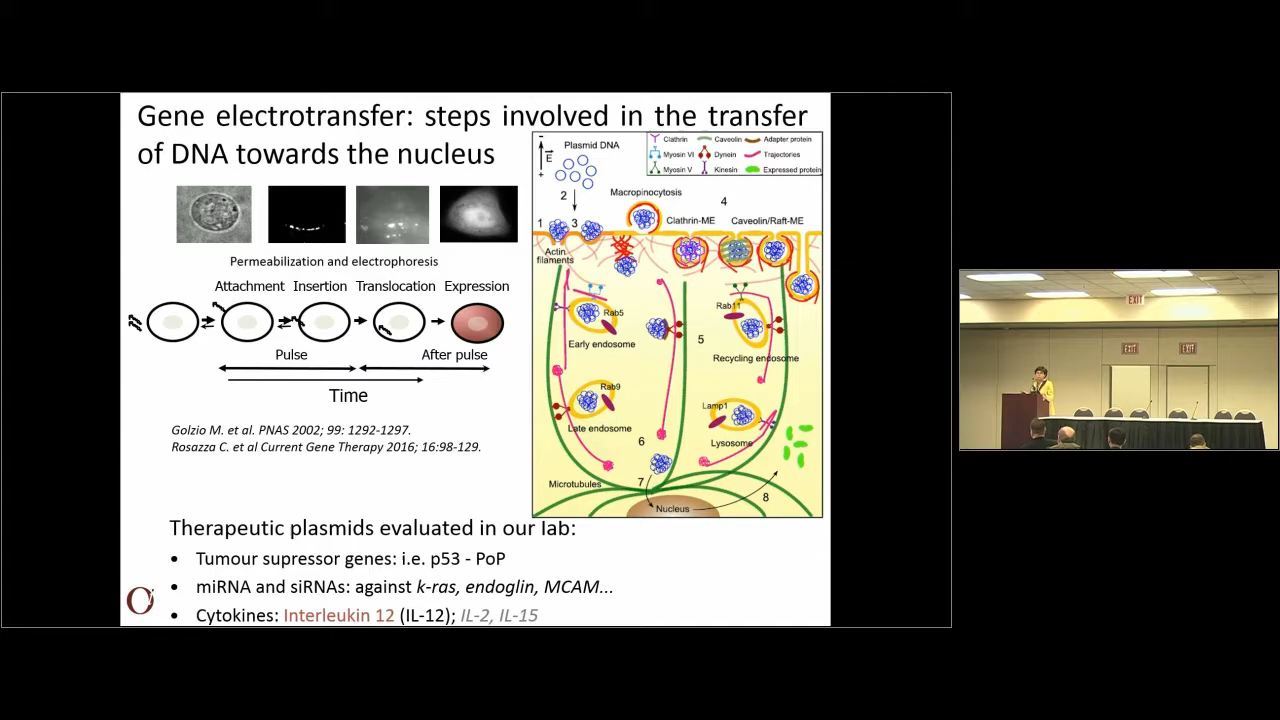 Gene electrotransfer: steps involved in the transfer
of DNA towards the nucleus
Permeabilization and electrophoresis
Attachment Insertion Translocation Expression
Pulse After pulse
Time
Golzio M. et al. PNAS 2002; 99: 1292-1297.
Rosazza C. et al Current Gene Therapy 2016; 16:98-129.
- E + Plasmid DNA
Clathrin Caveolin Adapter protein
Myosin VI Dynein Trajectories
Myosin V Kinesin Expressed protein
2
Macropinocytosis
4
1 3
Clathrin-ME Caveolin/Raft-ME
Actin
filaments
Rab5
Early endosome
Rab11
5
Recycling endosome
Rab9
Late endosome
Lamp1
Lysosome
6
Microtubules
7
8
Nucleus
Therapeutic plasmids evaluated in our lab:
• Tumour supressor genes: i.e. p53 - PoP
• miRNA and siRNAs: against k-ras, endoglin, MCAM...
• Cytokines: Interleukin 12 (IL-12); IL-2, IL-15
EXIT
EXIT
EXIT